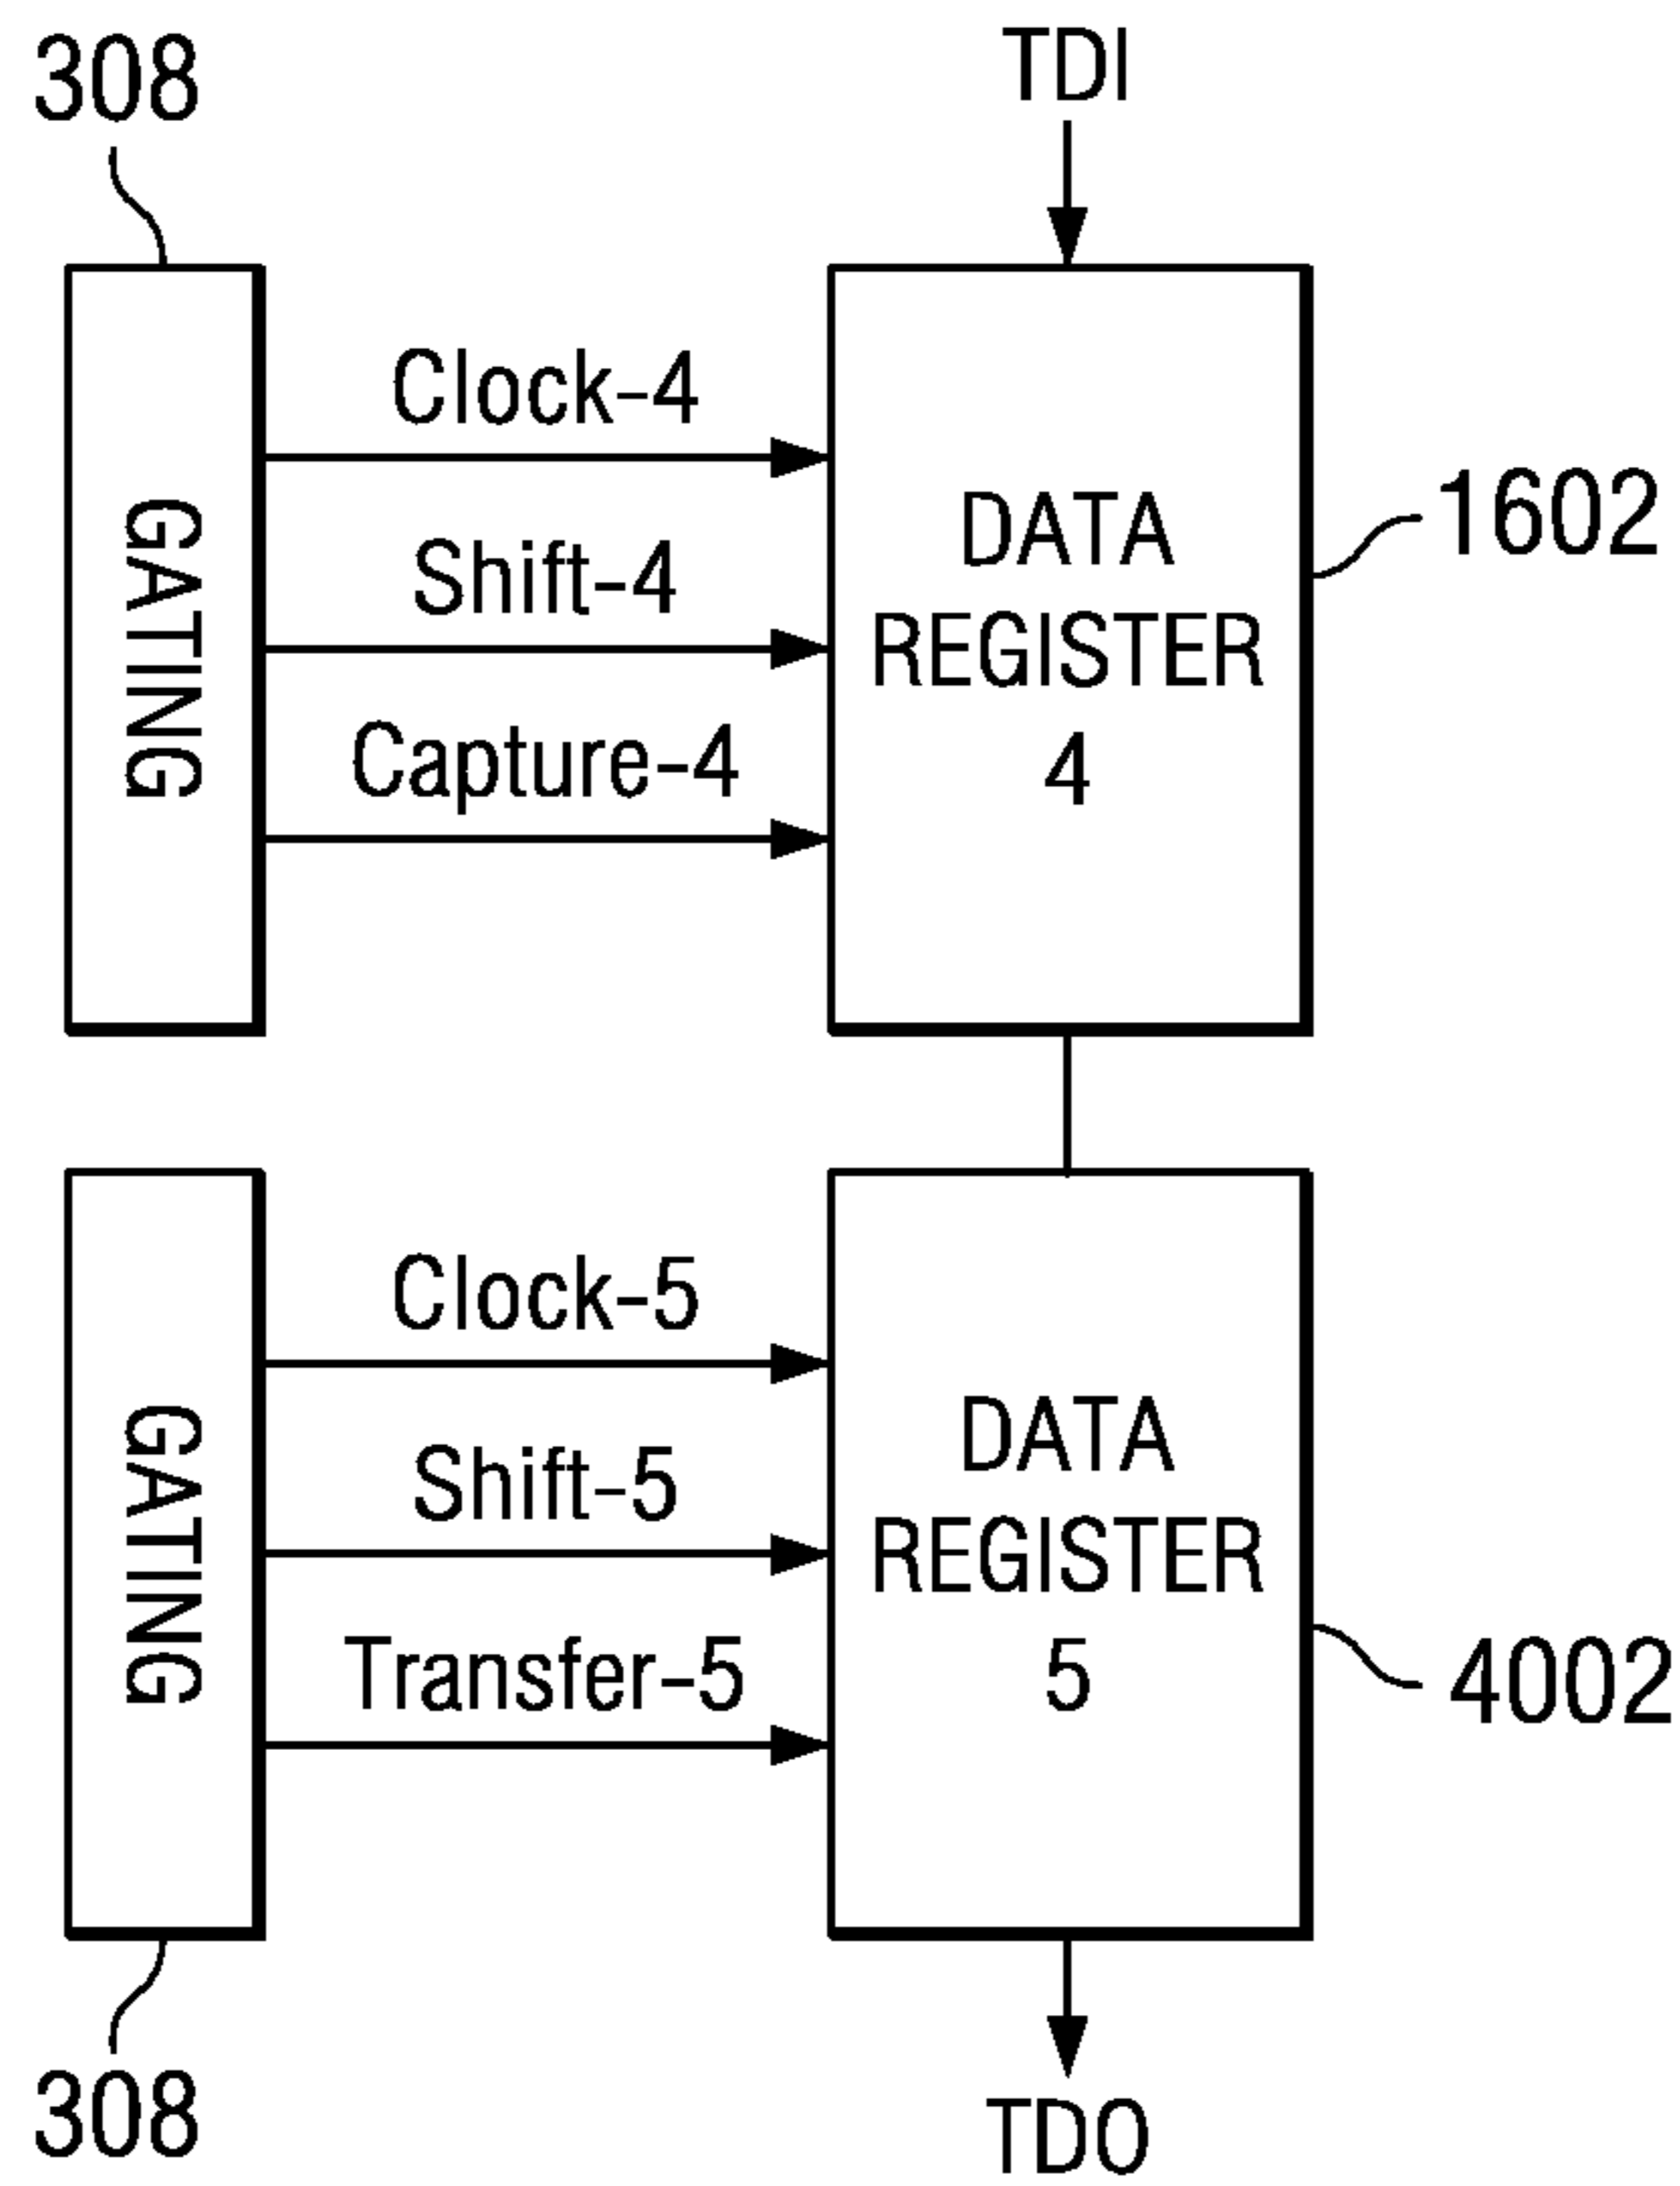 308
TDI
GATING
Clock-4
Shift-4
Capture-4
DATA
REGISTER
4
1602
GATING
Clock-5
Shift-5
Transfer-5
DATA
REGISTER
5
4002
308
TDO